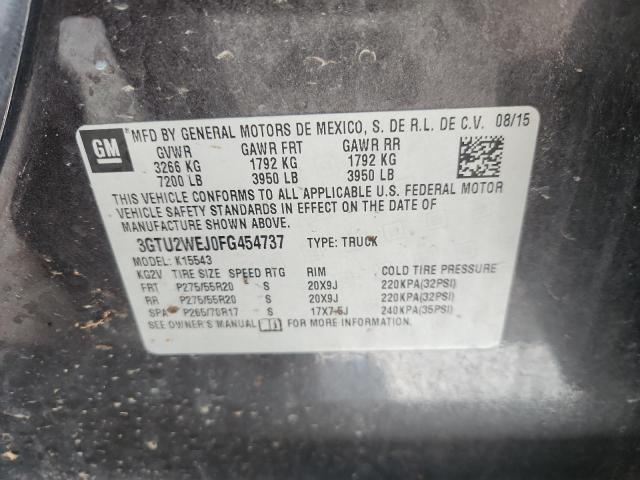 GM
MFD BY GENERAL MOTORS DE MEXICO, S. DE R.L. DE C.V. 08/15
GVWR GAWR FRT GAWR RR
3266 KG 1792 KG 1792 KG
7200 LB 3950 LB 3950 LB
THIS VEHICLE CONFORMS TO ALL APPLICABLE U.S. FEDERAL MOTOR
VEHICLE SAFETY STANDARDS IN EFFECT ON THE DATE OF
MANUFACTURE SHOWN ABOVE.
3GTU2WEJ0FG454737 TYPE: TRUCK
MODEL: K15543
KG2V TIRE SIZE SPEED RTG RIM COLD TIRE PRESSURE
FRT P275/55R20 S 20X9J 220KPA(32PSI)
RR P275/55R20 S 20X9J 220KPA(32PSI)
SPA P265/70R17 S 17X7.5J 240KPA(35PSI)
SEE OWNER'S MANUAL FOR MORE INFORMATION.